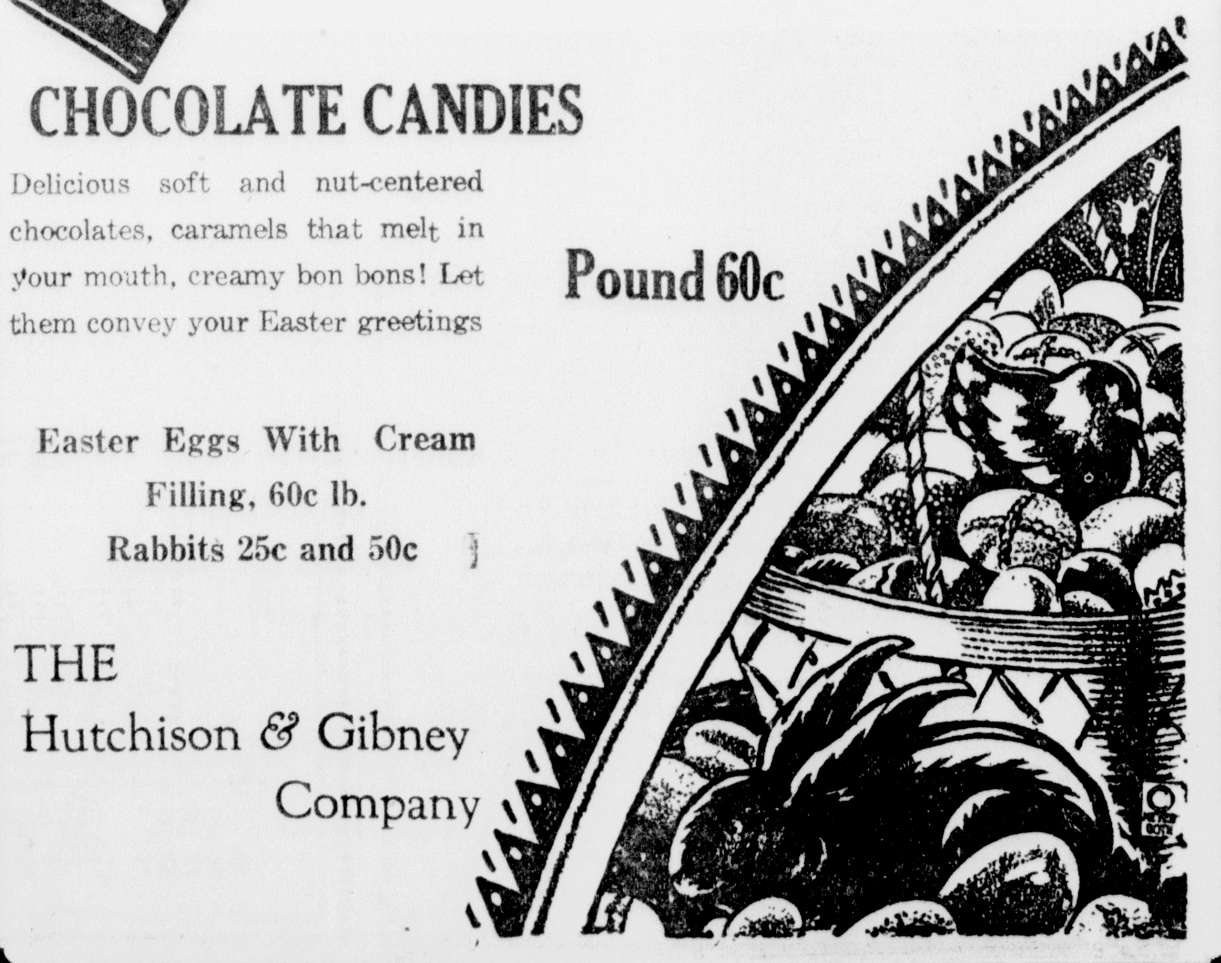 CHOCOLATE CANDIES
Delicious soft and nut-centered
chocolates, caramels that melt in
your mouth, creamy bon bons! Let
them convey your Easter greetings
Pound 60c
Easter Eggs With Cream
Filling, 60c lb.
Rabbits 25c and 50c
THE
Hutchison & Gibney
Company